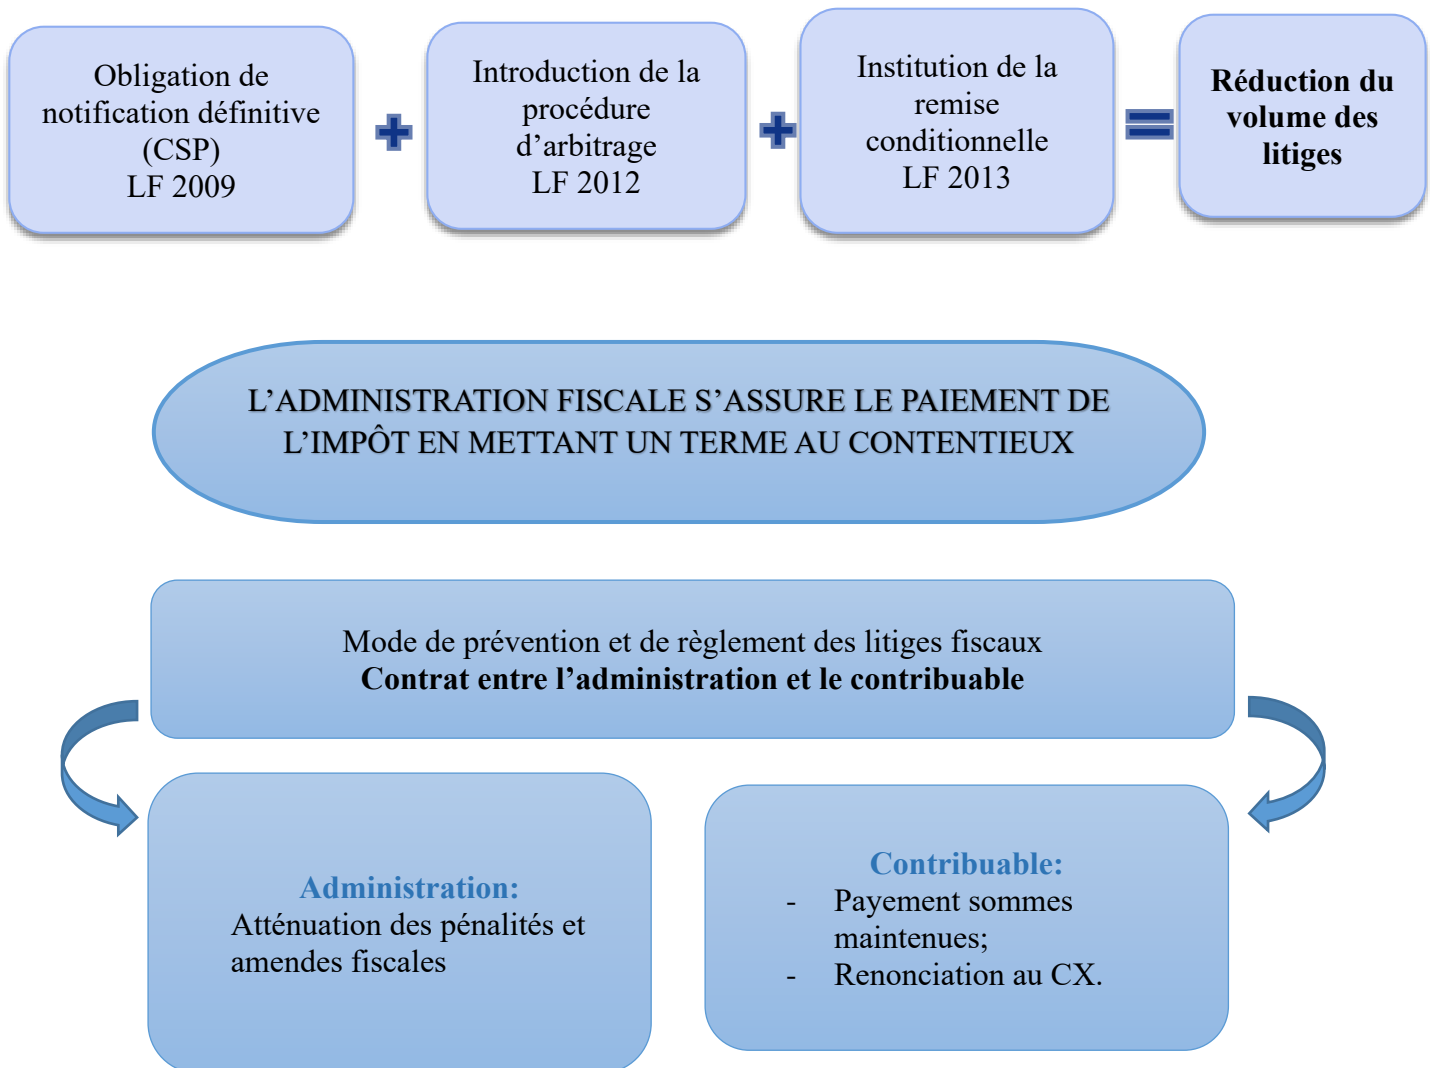 Obligation de
notification définitive
(CSP)
LF 2009
Introduction de la
procédure
d’arbitrage
LF 2012
Institution de la
remise
conditionnelle
LF 2013
Réduction du
volume des
litiges
L’ADMINISTRATION FISCALE S’ASSURE LE PAIEMENT DE
L’IMPÔT EN METTANT UN TERME AU CONTENTIEUX
Mode de prévention et de règlement des litiges fiscaux
Contrat entre l’administration et le contribuable
Administration:
Atténuation des pénalités et
amendes fiscales
Contribuable:
- Payement sommes
maintenues;
- Renonciation au CX.